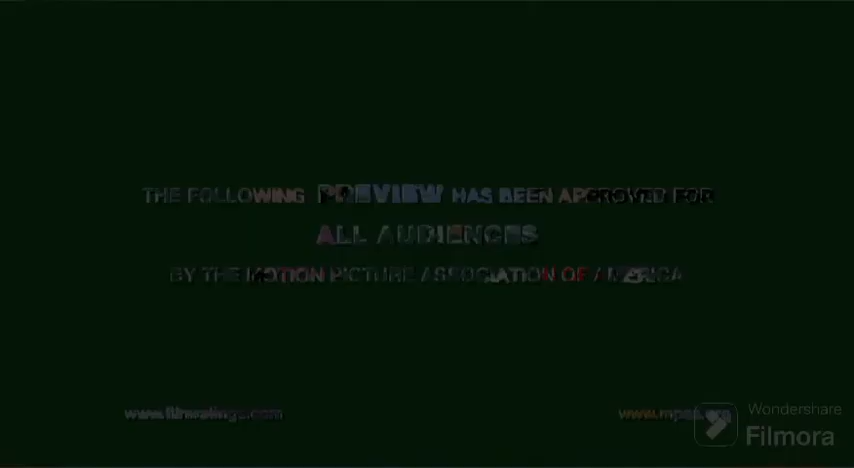 THE FOLLOWING PREVIEW HAS BEEN APPROVED FOR
ALL AUDIENCES
BY THE MOTION PICTURE ASSOCIATION OF AMERICA
www.filmratings.com
www.mpaa.org
Wondershare
Filmora